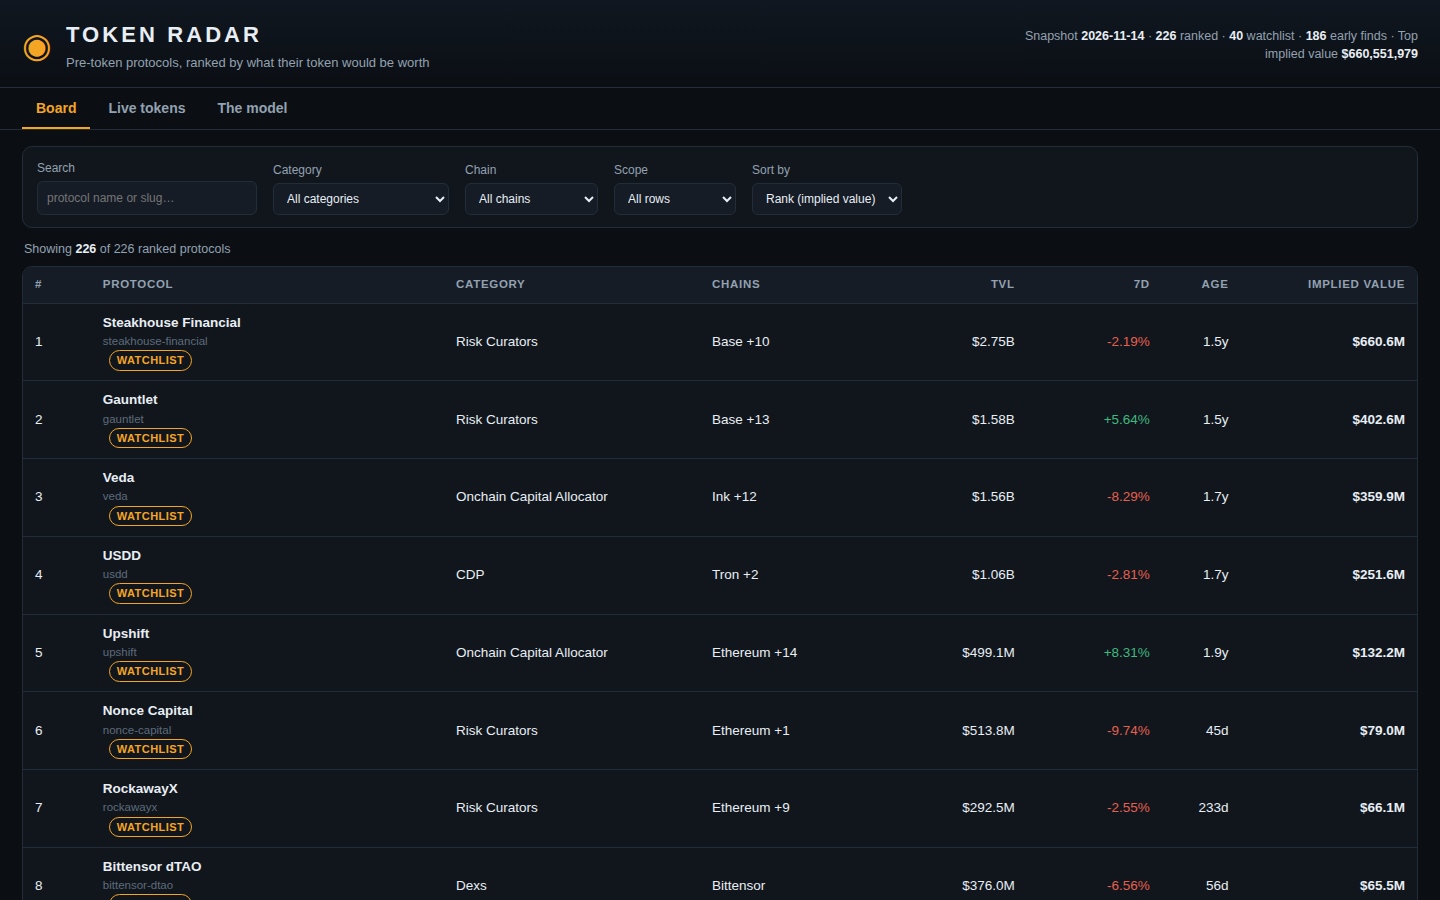 TOKEN RADAR
Pre-token protocols, ranked by what their token would be worth
Snapshot 2026-11-14 · 226 ranked · 40 watchlist · 186 early finds · Top
implied value $660,551,979
Board Live tokens The model
Search Category Chain Scope Sort by
protocol name or slug… All categories All chains All rows Rank (implied value)
Showing 226 of 226 ranked protocols
# PROTOCOL CATEGORY CHAINS TVL 7D AGE IMPLIED VALUE
1 Steakhouse Financial Risk Curators Base +10 $2.75B -2.19% 1.5y $660.6M
steakhouse-financial
WATCHLIST
2 Gauntlet Risk Curators Base +13 $1.58B +5.64% 1.5y $402.6M
gauntlet
WATCHLIST
3 Veda Onchain Capital Allocator Ink +12 $1.56B -8.29% 1.7y $359.9M
veda
WATCHLIST
4 USDD CDP Tron +2 $1.06B -2.81% 1.7y $251.6M
usdd
WATCHLIST
5 Upshift Onchain Capital Allocator Ethereum +14 $499.1M +8.31% 1.9y $132.2M
upshift
WATCHLIST
6 Nonce Capital Risk Curators Ethereum +1 $513.8M -9.74% 45d $79.0M
nonce-capital
WATCHLIST
7 RockawayX Risk Curators Ethereum +9 $292.5M -2.55% 233d $66.1M
rockawayx
WATCHLIST
8 Bittensor dTAO Dexs Bittensor $376.0M -6.56% 56d $65.5M
bittensor-dtao